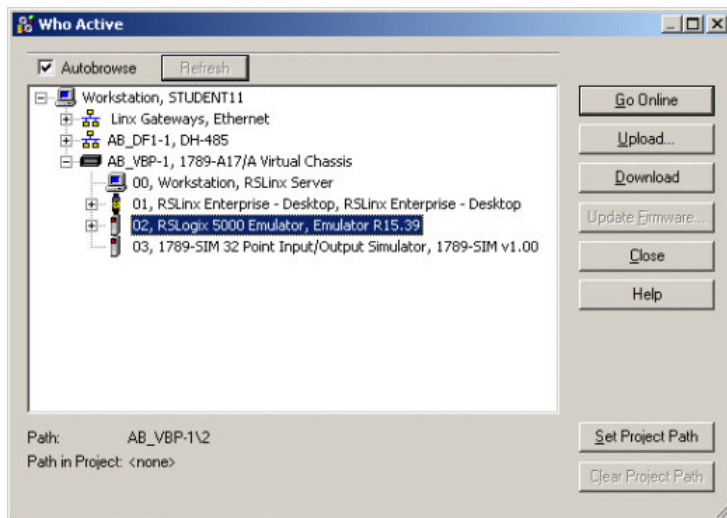 Who Active
Autobrowse
Refresh
Workstation, STUDENT11
Linx Gateways, Ethernet
AB_DF1-1, DH-485
AB_VBP-1, 1789-A17/A Virtual Chassis
00, Workstation, RSLinx Server
01, RSLinx Enterprise - Desktop, RSLinx Enterprise - Desktop
02, RSLogix 5000 Emulator, Emulator R15.39
03, 1789-SIM 32 Point Input/Output Simulator, 1789-SIM v1.00
Go Online
Upload...
Download
Update Firmware...
Close
Help
Path: AB_VBP-1\2
Path in Project: <none>
Set Project Path
Clear Project Path